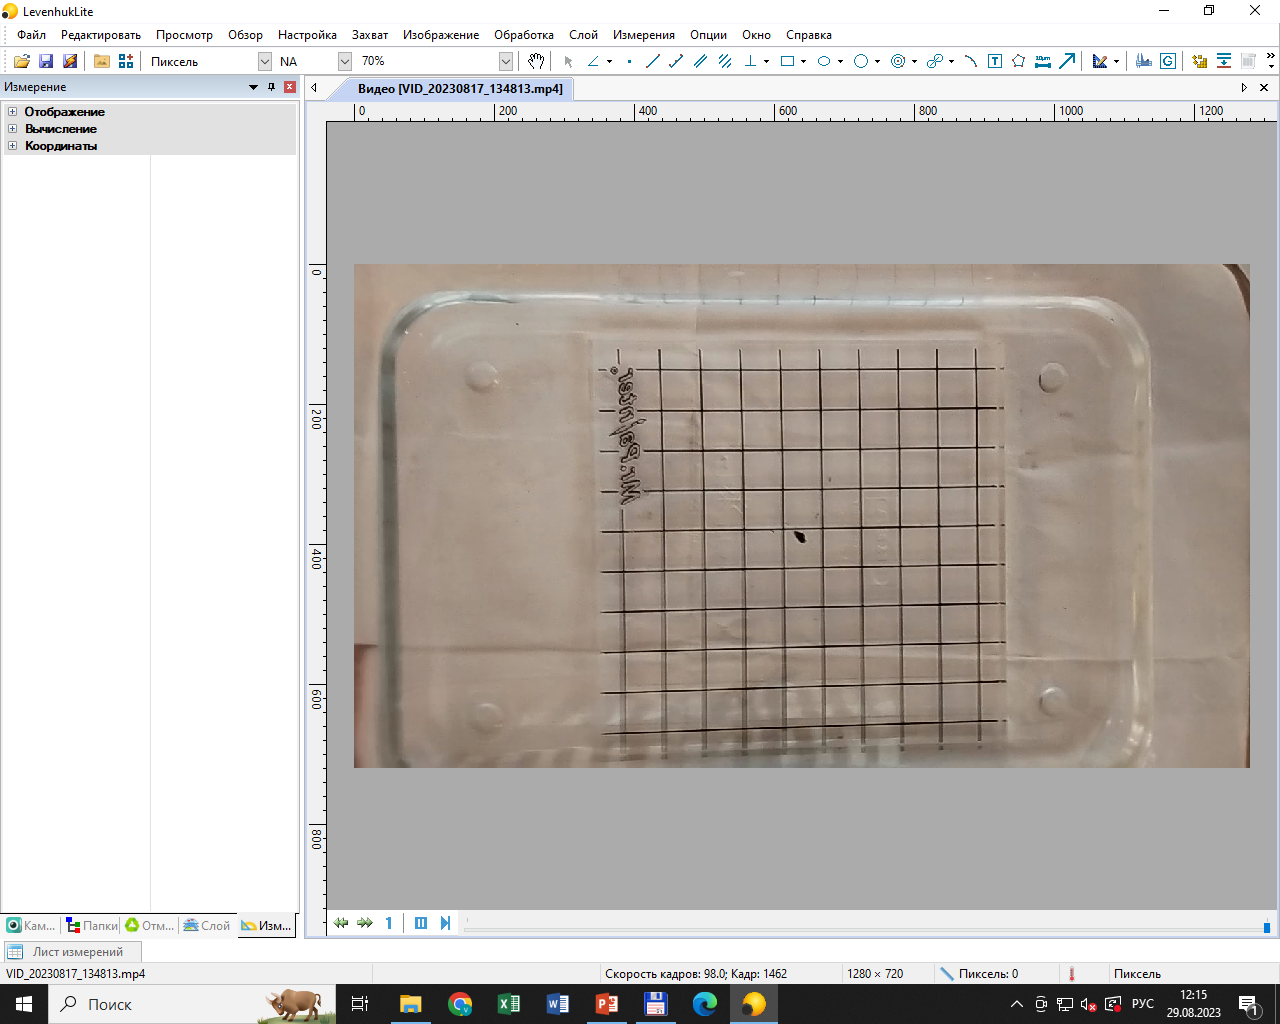 LevenhukLite
Файл Редактировать Просмотр Обзор Настройка Захват Изображение Обработка Слой Измерения Опции Окно Справка
Пиксель NA 70%
Измерение
Видео [VID_20230817_134813.mp4]
Отображение
Вычисление
Координаты
0 200 400 600 800 1000 1200
0
200
400
600
800
Mr. Painter
1
Кам... Папки Отм... Слой Изм...
Лист измерений
VID_20230817_134813.mp4 Скорость кадров: 98.0; Кадр: 1462 1280 × 720 Пиксель: 0 Пиксель
Поиск
РУС
12:15
29.08.2023
1